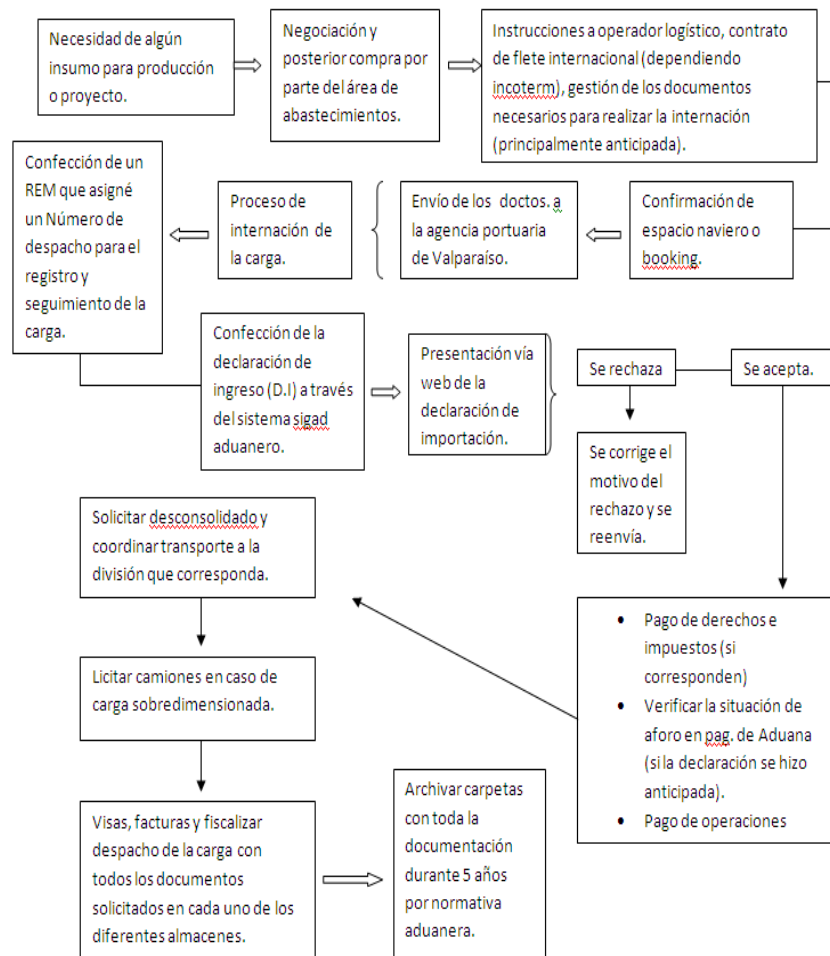 Necesidad de algún
insumo para producción
o proyecto.
Negociación y
posterior compra por
parte del área de
abastecimientos.
Instrucciones a operador logístico, contrato
de flete internacional (dependiendo
incoterm), gestión de los documentos
necesarios para realizar la internación
(principalmente anticipada).
Confirmación de
espacio naviero o
booking.
Envío de los doctos. a
la agencia portuaria
de Valparaíso.
Proceso de
internación de
la carga.
Confección de un
REM que asigné
un Número de
despacho para el
registro y
seguimiento de la
carga.
Confección de la
declaración de
ingreso (D.I) a través
del sistema sigad
aduanero.
Presentación vía
web de la
declaración de
importación.
Se rechaza
Se acepta.
Se corrige el
motivo del
rechazo y se
reenvía.
• Pago de derechos e
impuestos (si
corresponden)
• Verificar la situación de
aforo en pag. de Aduana
(si la declaración se hizo
anticipada).
• Pago de operaciones
Solicitar desconsolidado y
coordinar transporte a la
división que corresponda.
Licitar camiones en caso de
carga sobredimensionada.
Visas, facturas y fiscalizar
despacho de la carga con
todos los documentos
solicitados en cada uno de los
diferentes almacenes.
Archivar carpetas
con toda la
documentación
durante 5 años
por normativa
aduanera.